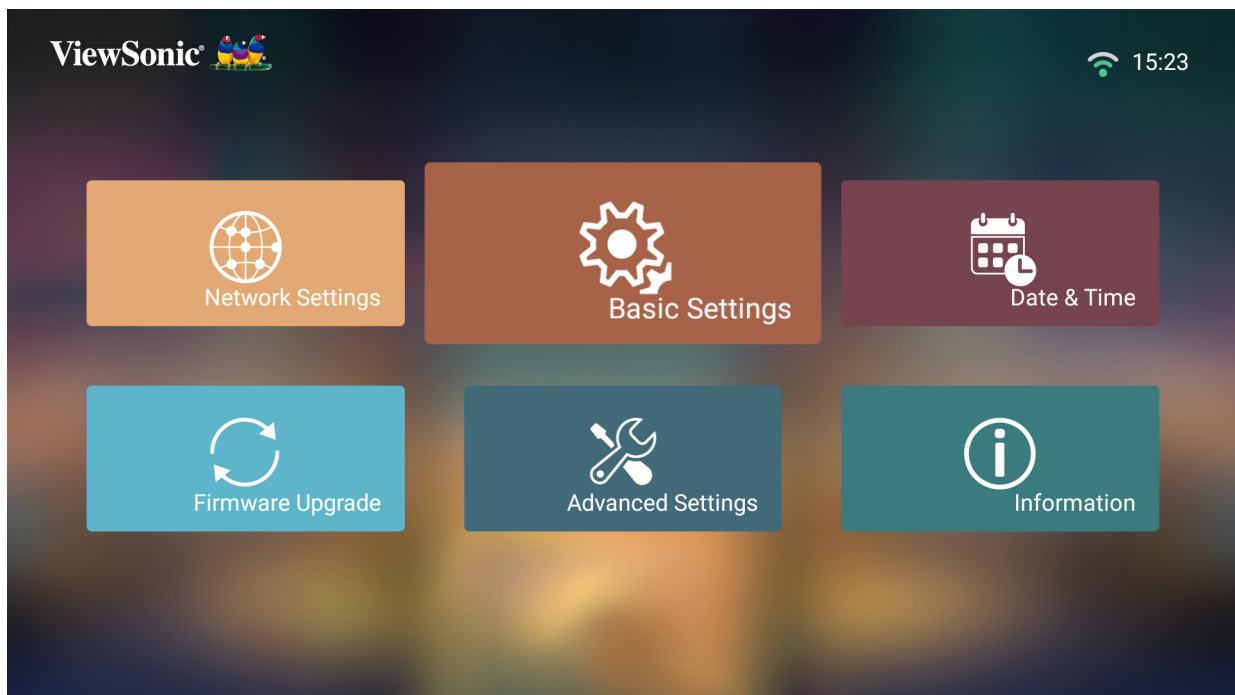 ViewSonic®
15:23
Network Settings
Basic Settings
Date & Time
Firmware Upgrade
Advanced Settings
Information